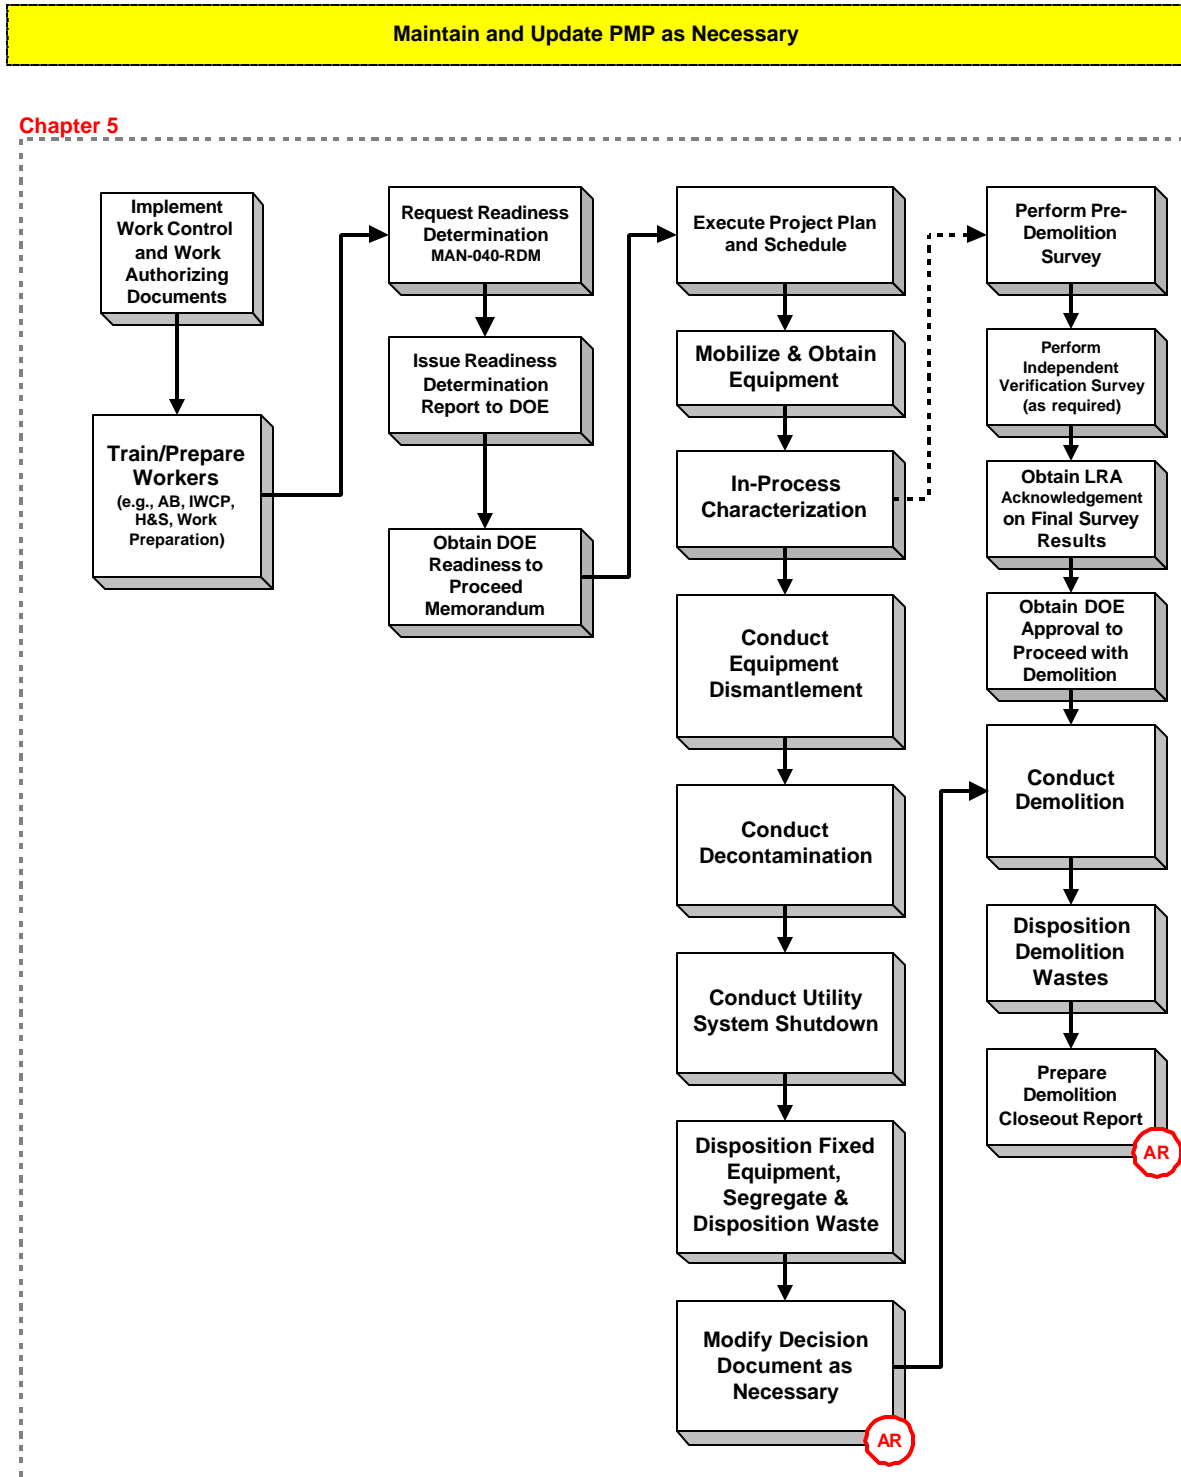 Maintain and Update PMP as Necessary
Chapter 5
Implement
Work Control
and Work
Authorizing
Documents
Train/Prepare
Workers
(e.g., AB, IWCP,
H&S, Work
Preparation)
Request Readiness
Determination
MAN-040-RDM
Issue Readiness
Determination
Report to DOE
Obtain DOE
Readiness to
Proceed
Memorandum
Execute Project Plan
and Schedule
Mobilize & Obtain
Equipment
In-Process
Characterization
Conduct
Equipment
Dismantlement
Conduct
Decontamination
Conduct Utility
System Shutdown
Disposition Fixed
Equipment,
Segregate &
Disposition Waste
Modify Decision
Document as
Necessary
AR
Perform Pre-
Demolition
Survey
Perform
Independent
Verification Survey
(as required)
Obtain LRA
Acknowledgement
on Final Survey
Results
Obtain DOE
Approval to
Proceed with
Demolition
Conduct
Demolition
Disposition
Demolition
Wastes
Prepare
Demolition
Closeout Report
AR